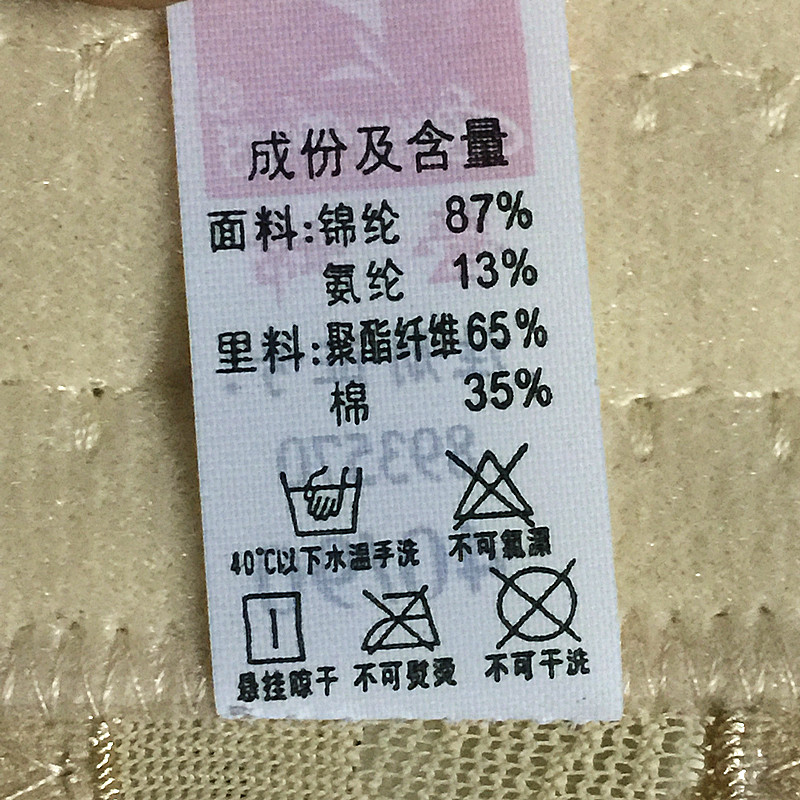 成份及含量
面料:锦纶 87%
氨纶 13%
里料:聚酯纤维65%
棉 35%
40℃以下水温手洗
不可氯漂
悬挂晾干
不可熨烫
不可干洗